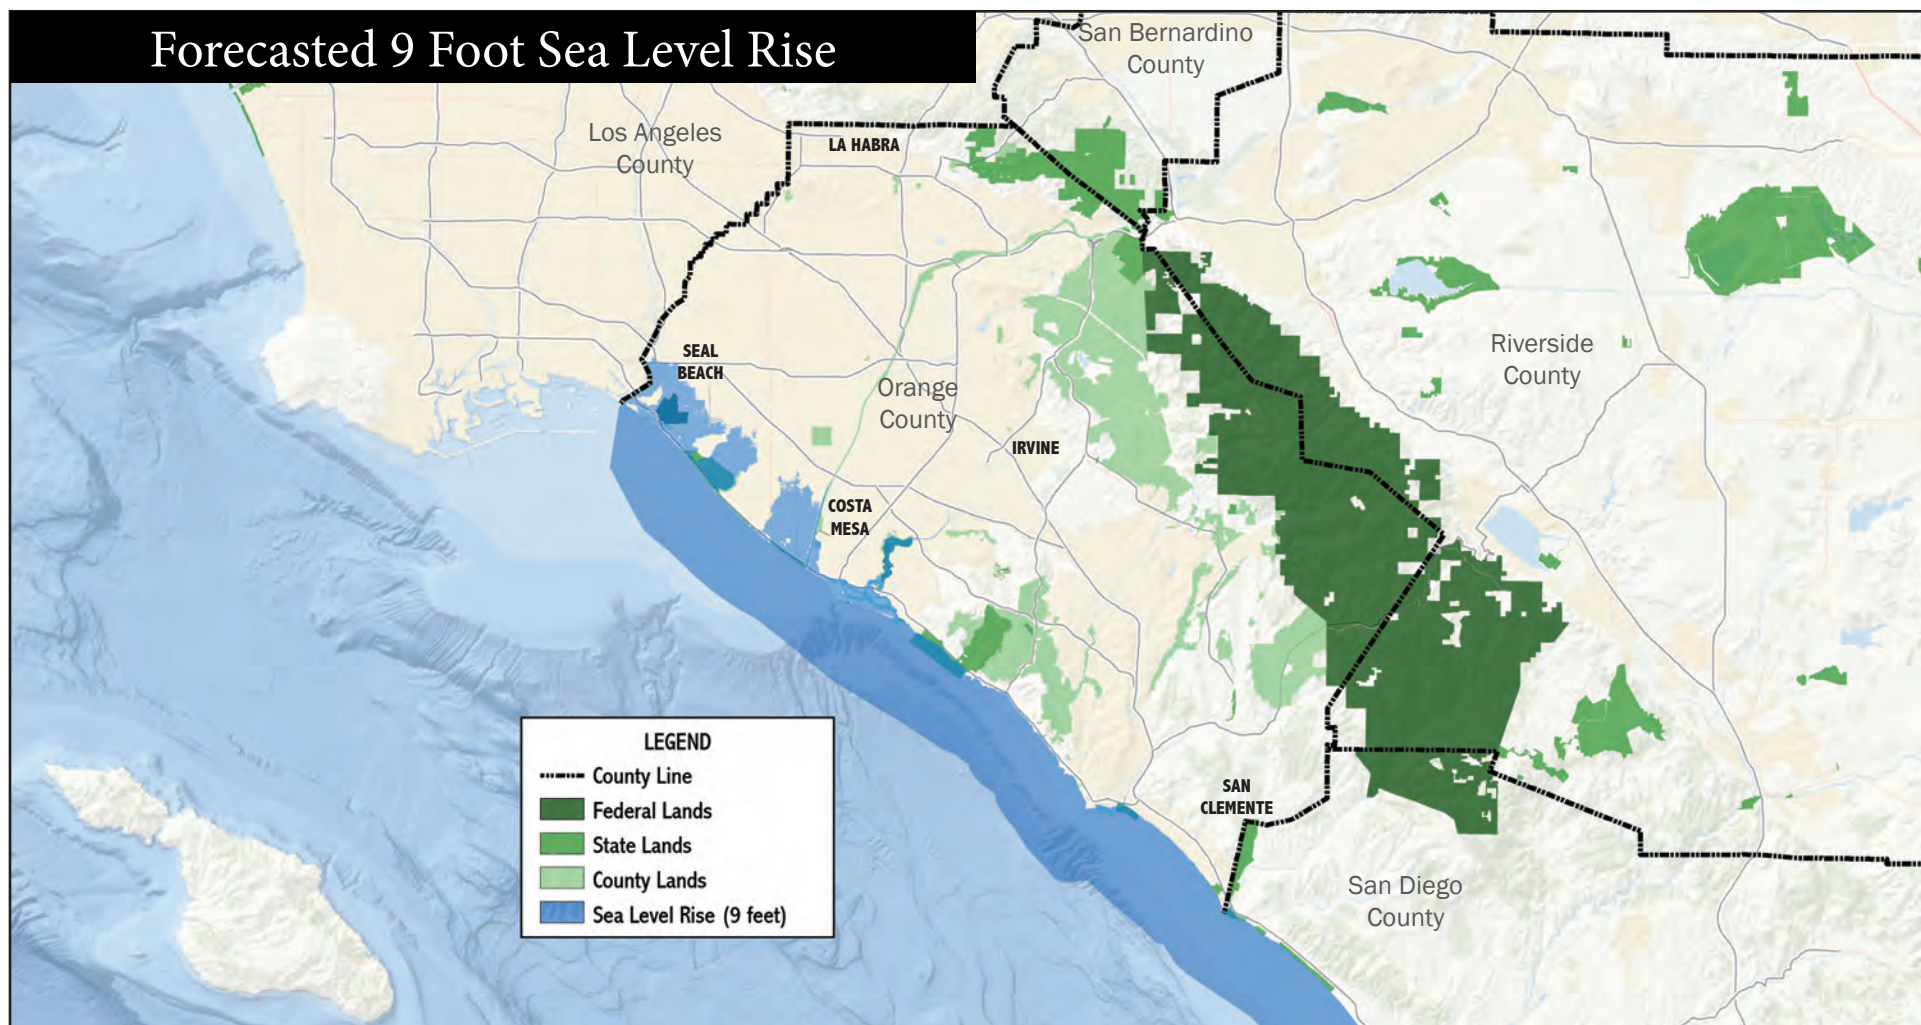 Forecasted 9 Foot Sea Level Rise
San Bernardino
County
Los Angeles
County
LA HABRA
SEAL
BEACH
Orange
County
Riverside
County
IRVINE
COSTA
MESA
SAN
CLEMENTE
San Diego
County
LEGEND
County Line
Federal Lands
State Lands
County Lands
Sea Level Rise (9 feet)